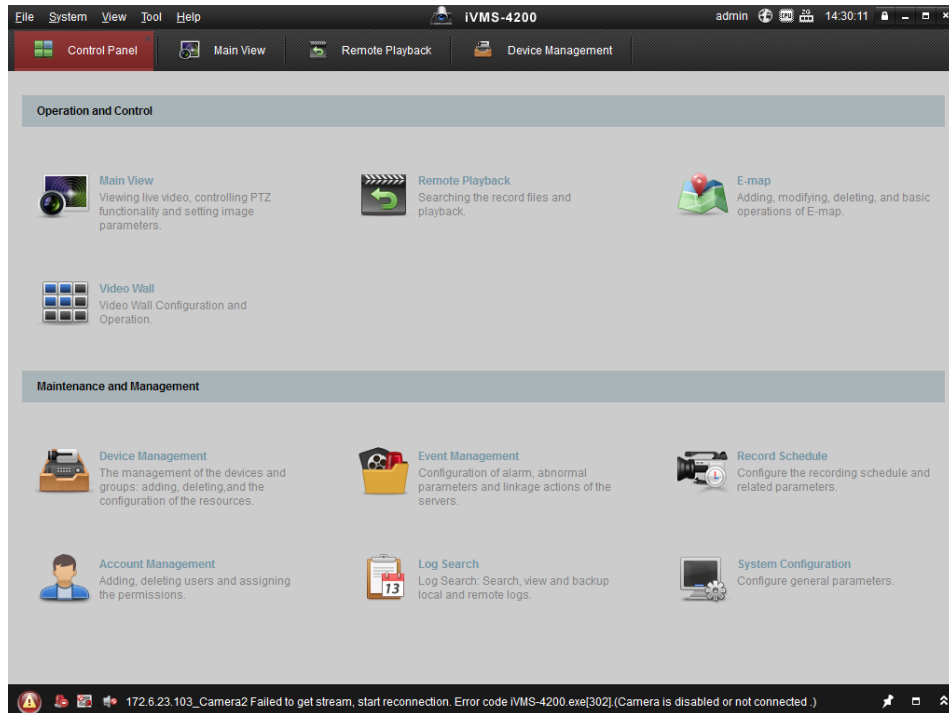 File System View Tool Help
iVMS-4200
admin
14:30:11
Control Panel
Main View
Remote Playback
Device Management
Operation and Control
Main View
Viewing live video, controlling PTZ
functionality and setting image
parameters.
Remote Playback
Searching the record files and
playback.
E-map
Adding, modifying, deleting, and basic
operations of E-map.
Video Wall
Video Wall Configuration and
Operation.
Maintenance and Management
Device Management
The management of the devices and
groups: adding, deleting,and the
configuration of the resources.
Event Management
Configuration of alarm, abnormal
parameters and linkage actions of the
servers.
Record Schedule
Configure the recording schedule and
related parameters.
Account Management
Adding, deleting users and assigning
the permissions.
13
Log Search
Log Search: Search, view and backup
local and remote logs.
System Configuration
Configure general parameters.
172.6.23.103_Camera2 Failed to get stream, start reconnection. Error code iVMS-4200.exe[302].(Camera is disabled or not connected .)